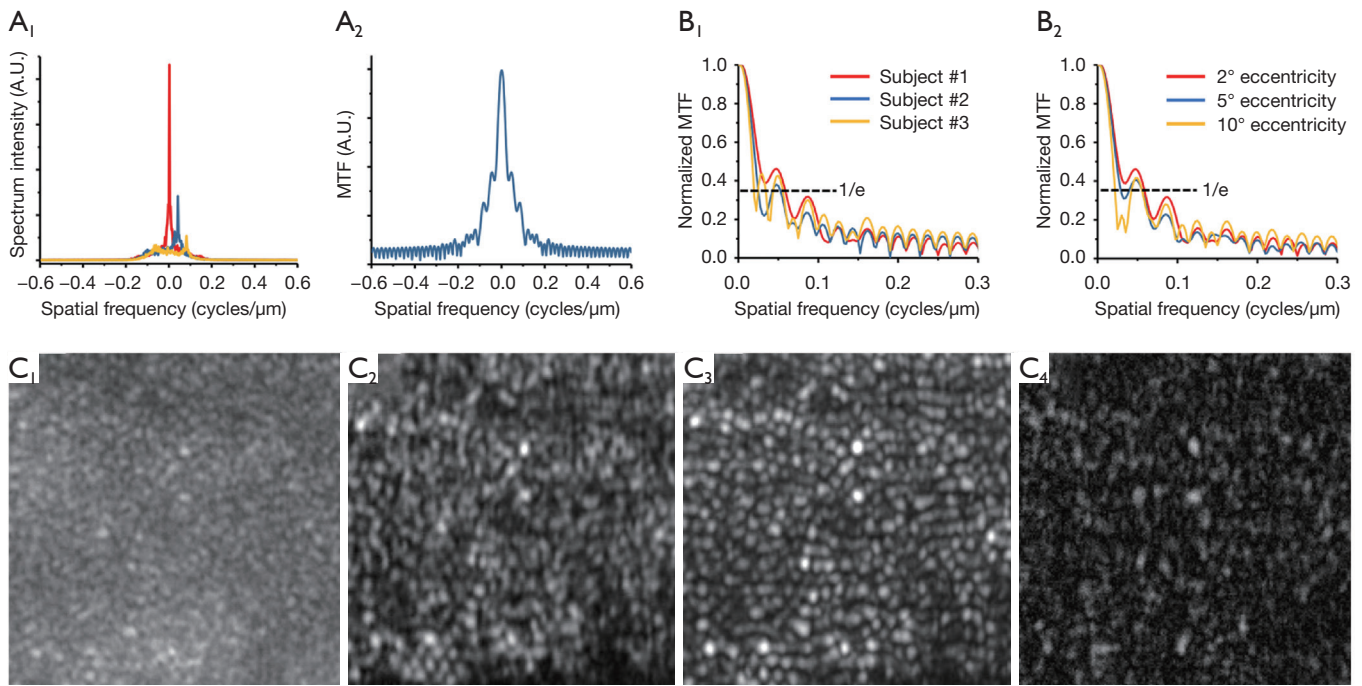 A1
Spectrum intensity (A.U.)
−0.6 −0.4 −0.2 0.0 0.2 0.4 0.6
Spatial frequency (cycles/µm)
A2
MTF (A.U.)
−0.6 −0.4 −0.2 0.0 0.2 0.4 0.6
Spatial frequency (cycles/µm)
B1
Normalized MTF
1.0
0.8
0.6
0.4
0.2
0.0
Subject #1
Subject #2
Subject #3
1/e
0.0 0.1 0.2 0.3
Spatial frequency (cycles/µm)
B2
Normalized MTF
1.0
0.8
0.6
0.4
0.2
0.0
2° eccentricity
5° eccentricity
10° eccentricity
1/e
0.0 0.1 0.2 0.3
Spatial frequency (cycles/µm)
C1
C2
C3
C4